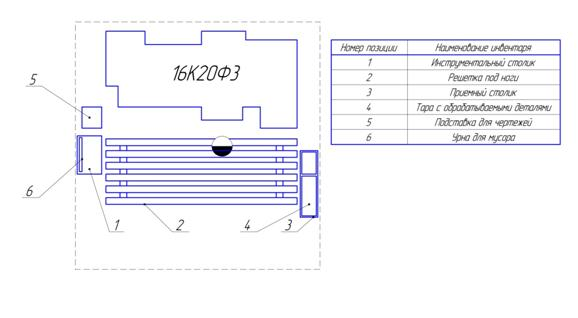 16К20Ф3
5
6
1
2
4
3
Номер позиции Наименование инвентаря
1 Инструментальный столик
2 Решетка под ноги
3 Приемный столик
4 Тара с обрабатываемыми деталями
5 Подставка для чертежей
6 Урна для мусора